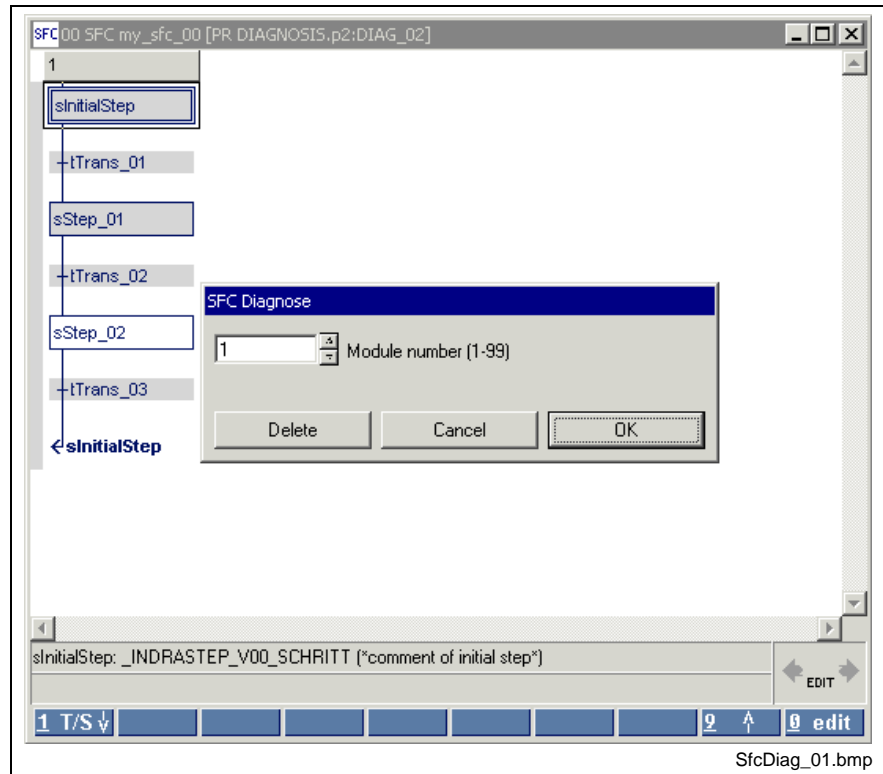 SFC 00 SFC my_sfc_00 [PR DIAGNOSIS.p2:DIAG_02]
1
sInitialStep
tTrans_01
sStep_01
tTrans_02
SFC Diagnose
sStep_02
1 Module number (1-99)
tTrans_03
Delete Cancel OK
sInitialStep
sInitialStep: _INDRASTEP_V00_SCHRITT (*comment of initial step*)
EDIT
1 T/S 9 0 edit
SfcDiag_01.bmp